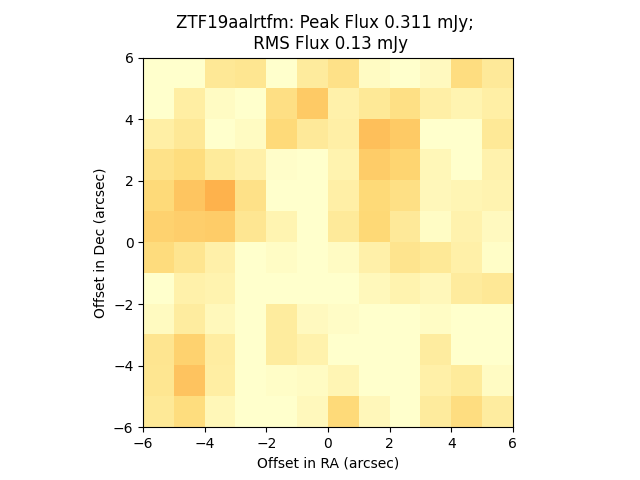 ZTF19aalrtfm: Peak Flux 0.311 mJy;
RMS Flux 0.13 mJy
6
4
2
0
−2
−4
−6
Offset in Dec (arcsec)
−6 −4 −2 0 2 4 6
Offset in RA (arcsec)